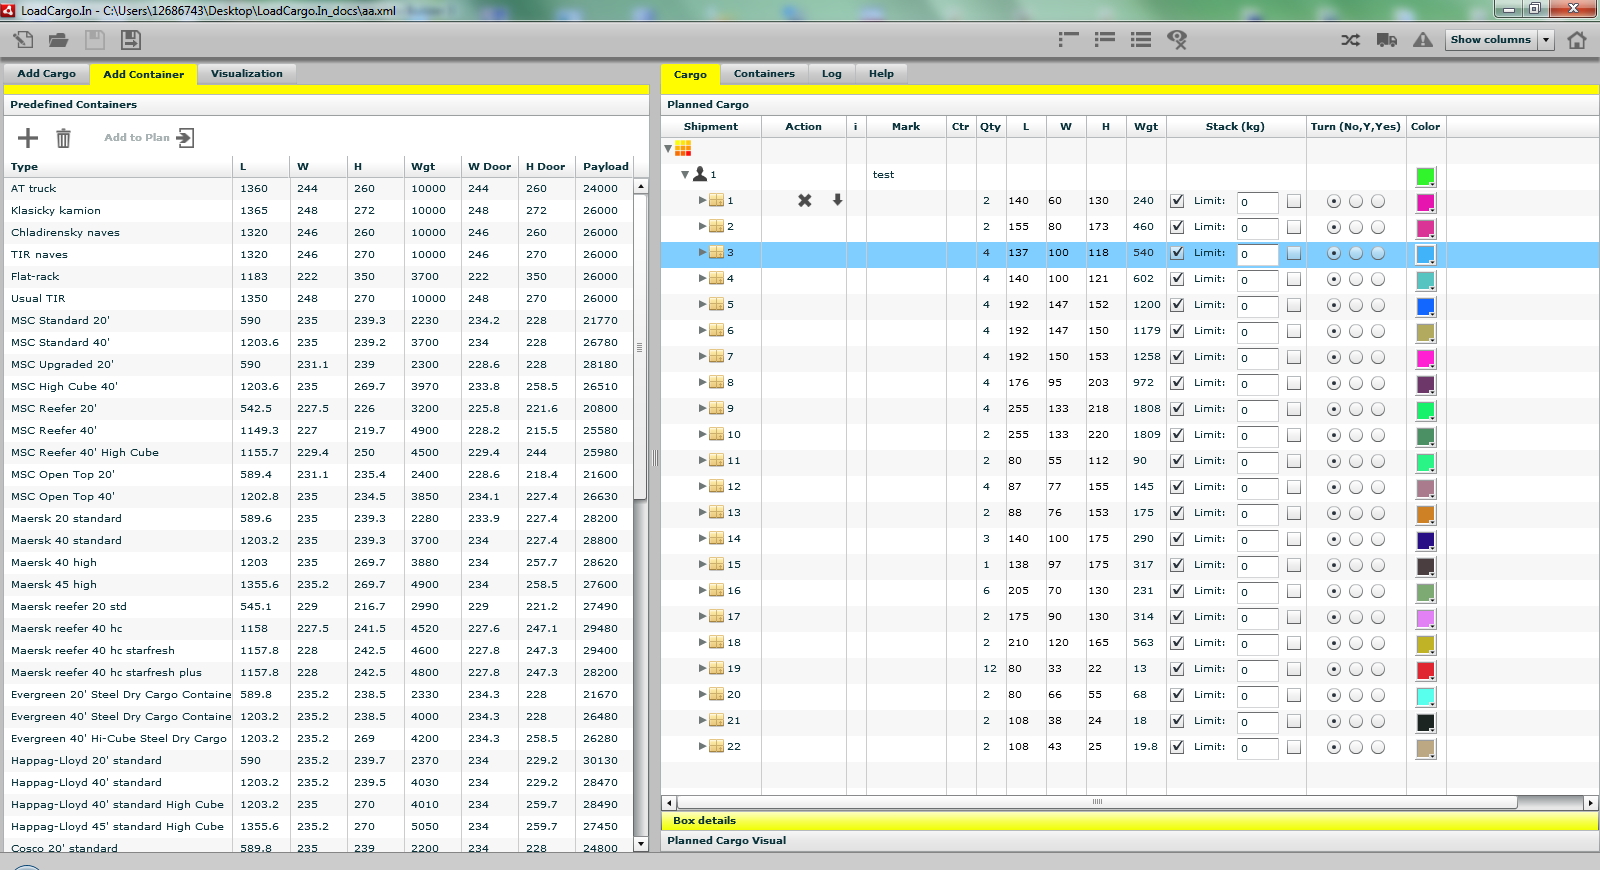 LoadCargo.In - C:\Users\12686743\Desktop\LoadCargo.In_docs\aa.xml
Show columns
Add Cargo Add Container Visualization
Predefined Containers
Add to Plan
Type L W H Wgt W Door H Door Payload
AT truck 1360 244 260 10000 244 260 24000
Klasicky kamion 1365 248 272 10000 248 272 26000
Chladirensky naves 1320 246 260 10000 246 260 26000
TIR naves 1320 246 270 10000 246 270 26000
Flat-rack 1183 222 350 3700 222 350 26000
Usual TIR 1350 248 270 10000 248 270 26000
MSC Standard 20' 590 235 239.3 2230 234.2 228 21770
MSC Standard 40' 1203.6 235 239.2 3700 234 228 26780
MSC Upgraded 20' 590 231.1 239 2300 228.6 228 28180
MSC High Cube 40' 1203.6 235 269.7 3970 233.8 258.5 26510
MSC Reefer 20' 542.5 227.5 226 3200 225.8 221.6 20800
MSC Reefer 40' 1149.3 227 219.7 4900 228.2 215.5 25580
MSC Reefer 40' High Cube 1155.7 229.4 250 4500 229.4 244 25980
MSC Open Top 20' 589.4 231.1 235.4 2400 228.6 218.4 21600
MSC Open Top 40' 1202.8 235 234.5 3850 234.1 227.4 26630
Maersk 20 standard 589.6 235 239.3 2280 233.9 227.4 28200
Maersk 40 standard 1203.2 235 239.3 3700 234 227.4 28800
Maersk 40 high 1203 235 269.7 3880 234 257.7 28620
Maersk 45 high 1355.6 235.2 269.7 4900 234 258.5 27600
Maersk reefer 20 std 545.1 229 216.7 2990 229 221.2 27490
Maersk reefer 40 hc 1158 227.5 241.5 4520 227.6 247.1 29480
Maersk reefer 40 hc starfresh 1157.8 228 242.5 4600 227.8 247.3 29400
Maersk reefer 40 hc starfresh plus 1157.8 228 242.5 4800 227.8 247.3 28200
Evergreen 20' Steel Dry Cargo Containe 589.8 235.2 238.5 2330 234.3 228 21670
Evergreen 40' Steel Dry Cargo Containe 1203.2 235.2 238.5 4000 234.3 228 26480
Evergreen 40' Hi-Cube Steel Dry Cargo 1203.2 235.2 269 4200 234.3 258.5 26280
Happag-Lloyd 20' standard 590 235.2 239.7 2370 234 229.2 30130
Happag-Lloyd 40' standard 1203.2 235.2 239.5 4030 234 229.2 28470
Happag-Lloyd 40' standard High Cube 1203.2 235 270 4010 234 259.7 28490
Happag-Lloyd 45' standard High Cube 1355.6 235.2 270 5050 234 259.7 27450
Cosco 20' standard 589.8 235 239 2200 234 228 24800
Cargo Containers Log Help
Planned Cargo
Shipment Action i Mark Ctr Qty L W H Wgt Stack (kg) Turn (No,Y,Yes) Color
1 test
1 2 140 60 130 240 Limit: 0
2 2 155 80 173 460 Limit: 0
3 4 137 100 118 540 Limit: 0
4 4 140 100 121 602 Limit: 0
5 4 192 147 152 1200 Limit: 0
6 4 192 147 150 1179 Limit: 0
7 4 192 150 153 1258 Limit: 0
8 4 176 95 203 972 Limit: 0
9 4 255 133 218 1808 Limit: 0
10 2 255 133 220 1809 Limit: 0
11 2 80 55 112 90 Limit: 0
12 4 87 77 155 145 Limit: 0
13 2 88 76 153 175 Limit: 0
14 3 140 100 175 290 Limit: 0
15 1 138 97 175 317 Limit: 0
16 6 205 70 130 231 Limit: 0
17 2 175 90 130 314 Limit: 0
18 2 210 120 165 563 Limit: 0
19 12 80 33 22 13 Limit: 0
20 2 80 66 55 68 Limit: 0
21 2 108 38 24 18 Limit: 0
22 2 108 43 25 19.8 Limit: 0
Box details
Planned Cargo Visual